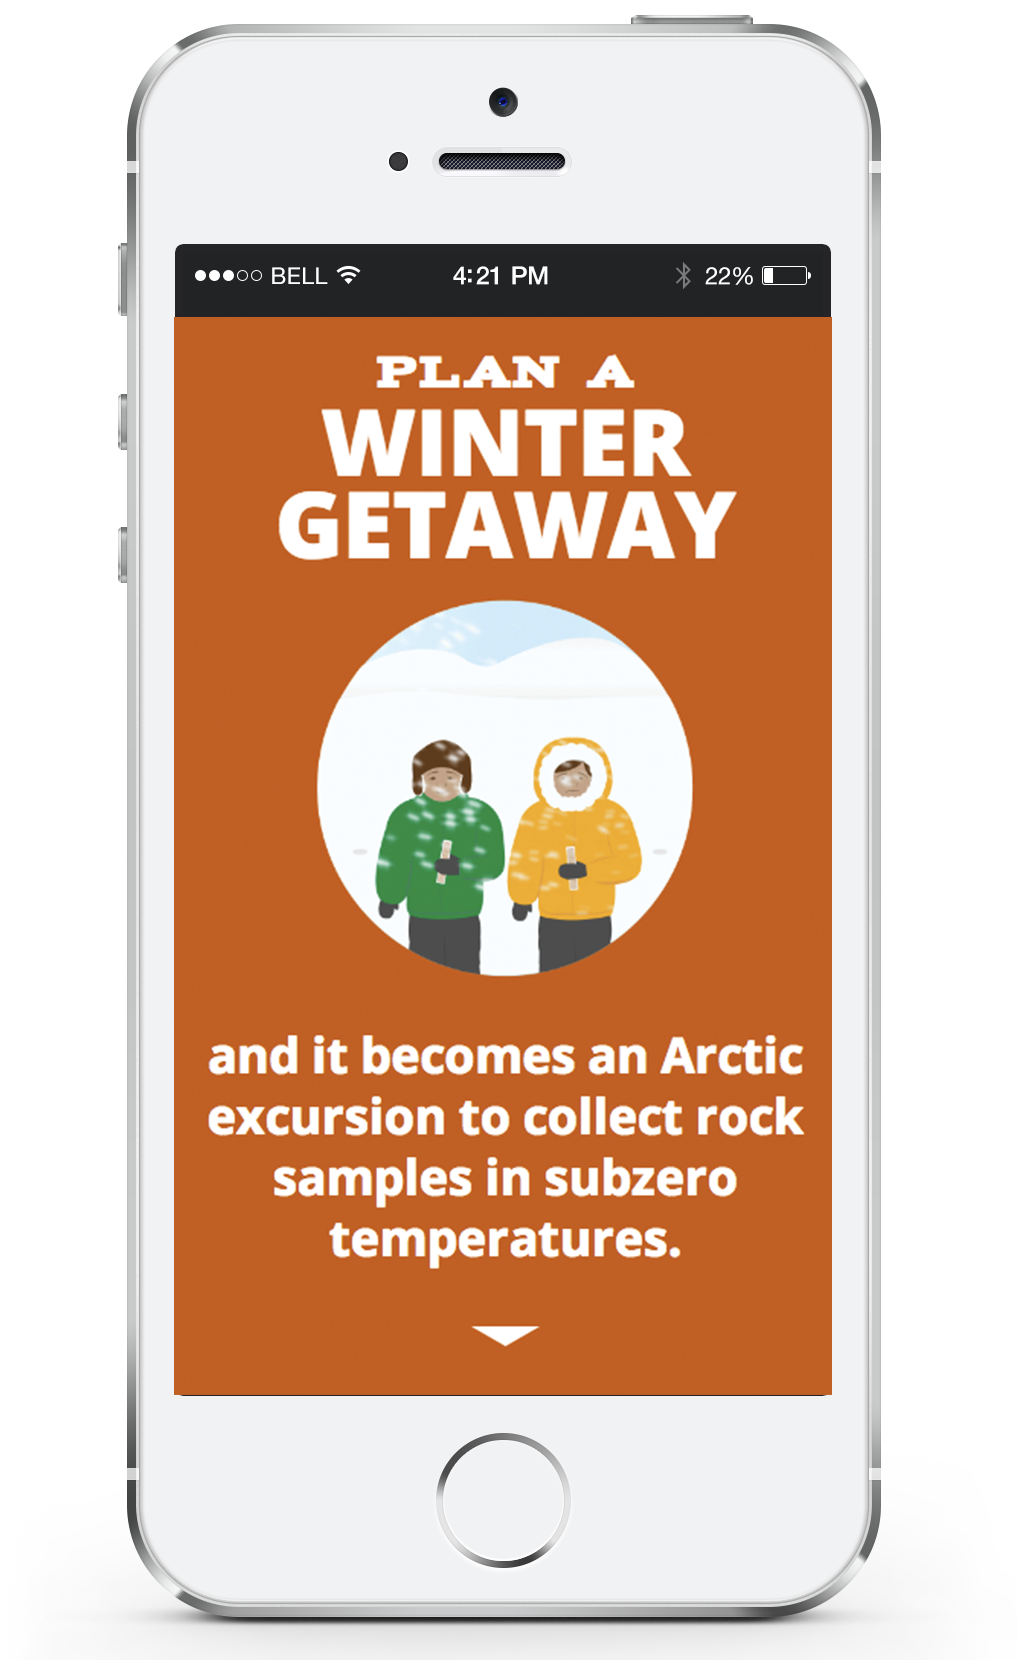 BELL 4:21 PM 22%
PLAN A
WINTER
GETAWAY
and it becomes an Arctic
excursion to collect rock
samples in subzero
temperatures.